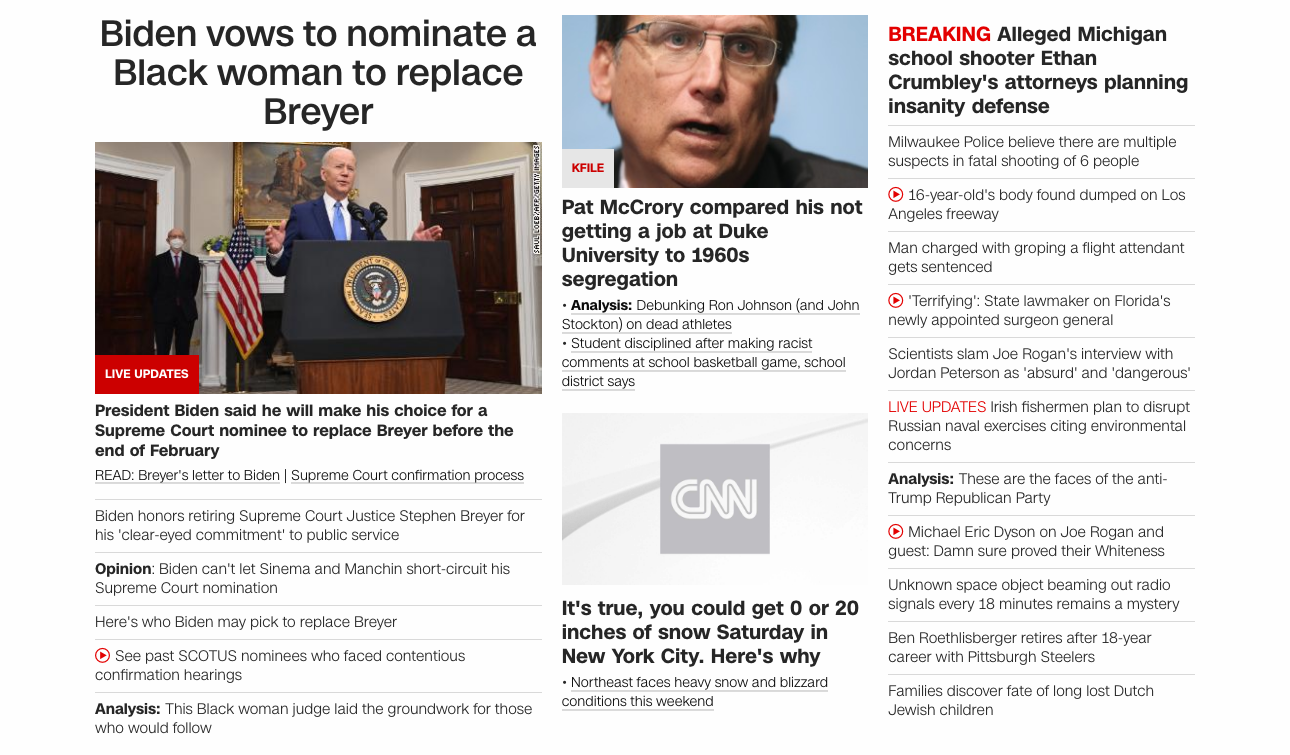 Biden vows to nominate a
Black woman to replace
Breyer
SAUL LOEB/AFP/GETTY IMAGES
LIVE UPDATES
President Biden said he will make his choice for a
Supreme Court nominee to replace Breyer before the
end of February
READ: Breyer's letter to Biden | Supreme Court confirmation process
Biden honors retiring Supreme Court Justice Stephen Breyer for
his 'clear-eyed commitment' to public service
Opinion: Biden can't let Sinema and Manchin short-circuit his
Supreme Court nomination
Here's who Biden may pick to replace Breyer
See past SCOTUS nominees who faced contentious
confirmation hearings
Analysis: This Black woman judge laid the groundwork for those
who would follow
KFILE
Pat McCrory compared his not
getting a job at Duke
University to 1960s
segregation
• Analysis: Debunking Ron Johnson (and John
Stockton) on dead athletes
• Student disciplined after making racist
comments at school basketball game, school
district says
CNN
It's true, you could get 0 or 20
inches of snow Saturday in
New York City. Here's why
• Northeast faces heavy snow and blizzard
conditions this weekend
BREAKING Alleged Michigan
school shooter Ethan
Crumbley's attorneys planning
insanity defense
Milwaukee Police believe there are multiple
suspects in fatal shooting of 6 people
16-year-old's body found dumped on Los
Angeles freeway
Man charged with groping a flight attendant
gets sentenced
'Terrifying': State lawmaker on Florida's
newly appointed surgeon general
Scientists slam Joe Rogan's interview with
Jordan Peterson as 'absurd' and 'dangerous'
LIVE UPDATES Irish fishermen plan to disrupt
Russian naval exercises citing environmental
concerns
Analysis: These are the faces of the anti-
Trump Republican Party
Michael Eric Dyson on Joe Rogan and
guest: Damn sure proved their Whiteness
Unknown space object beaming out radio
signals every 18 minutes remains a mystery
Ben Roethlisberger retires after 18-year
career with Pittsburgh Steelers
Families discover fate of long lost Dutch
Jewish children